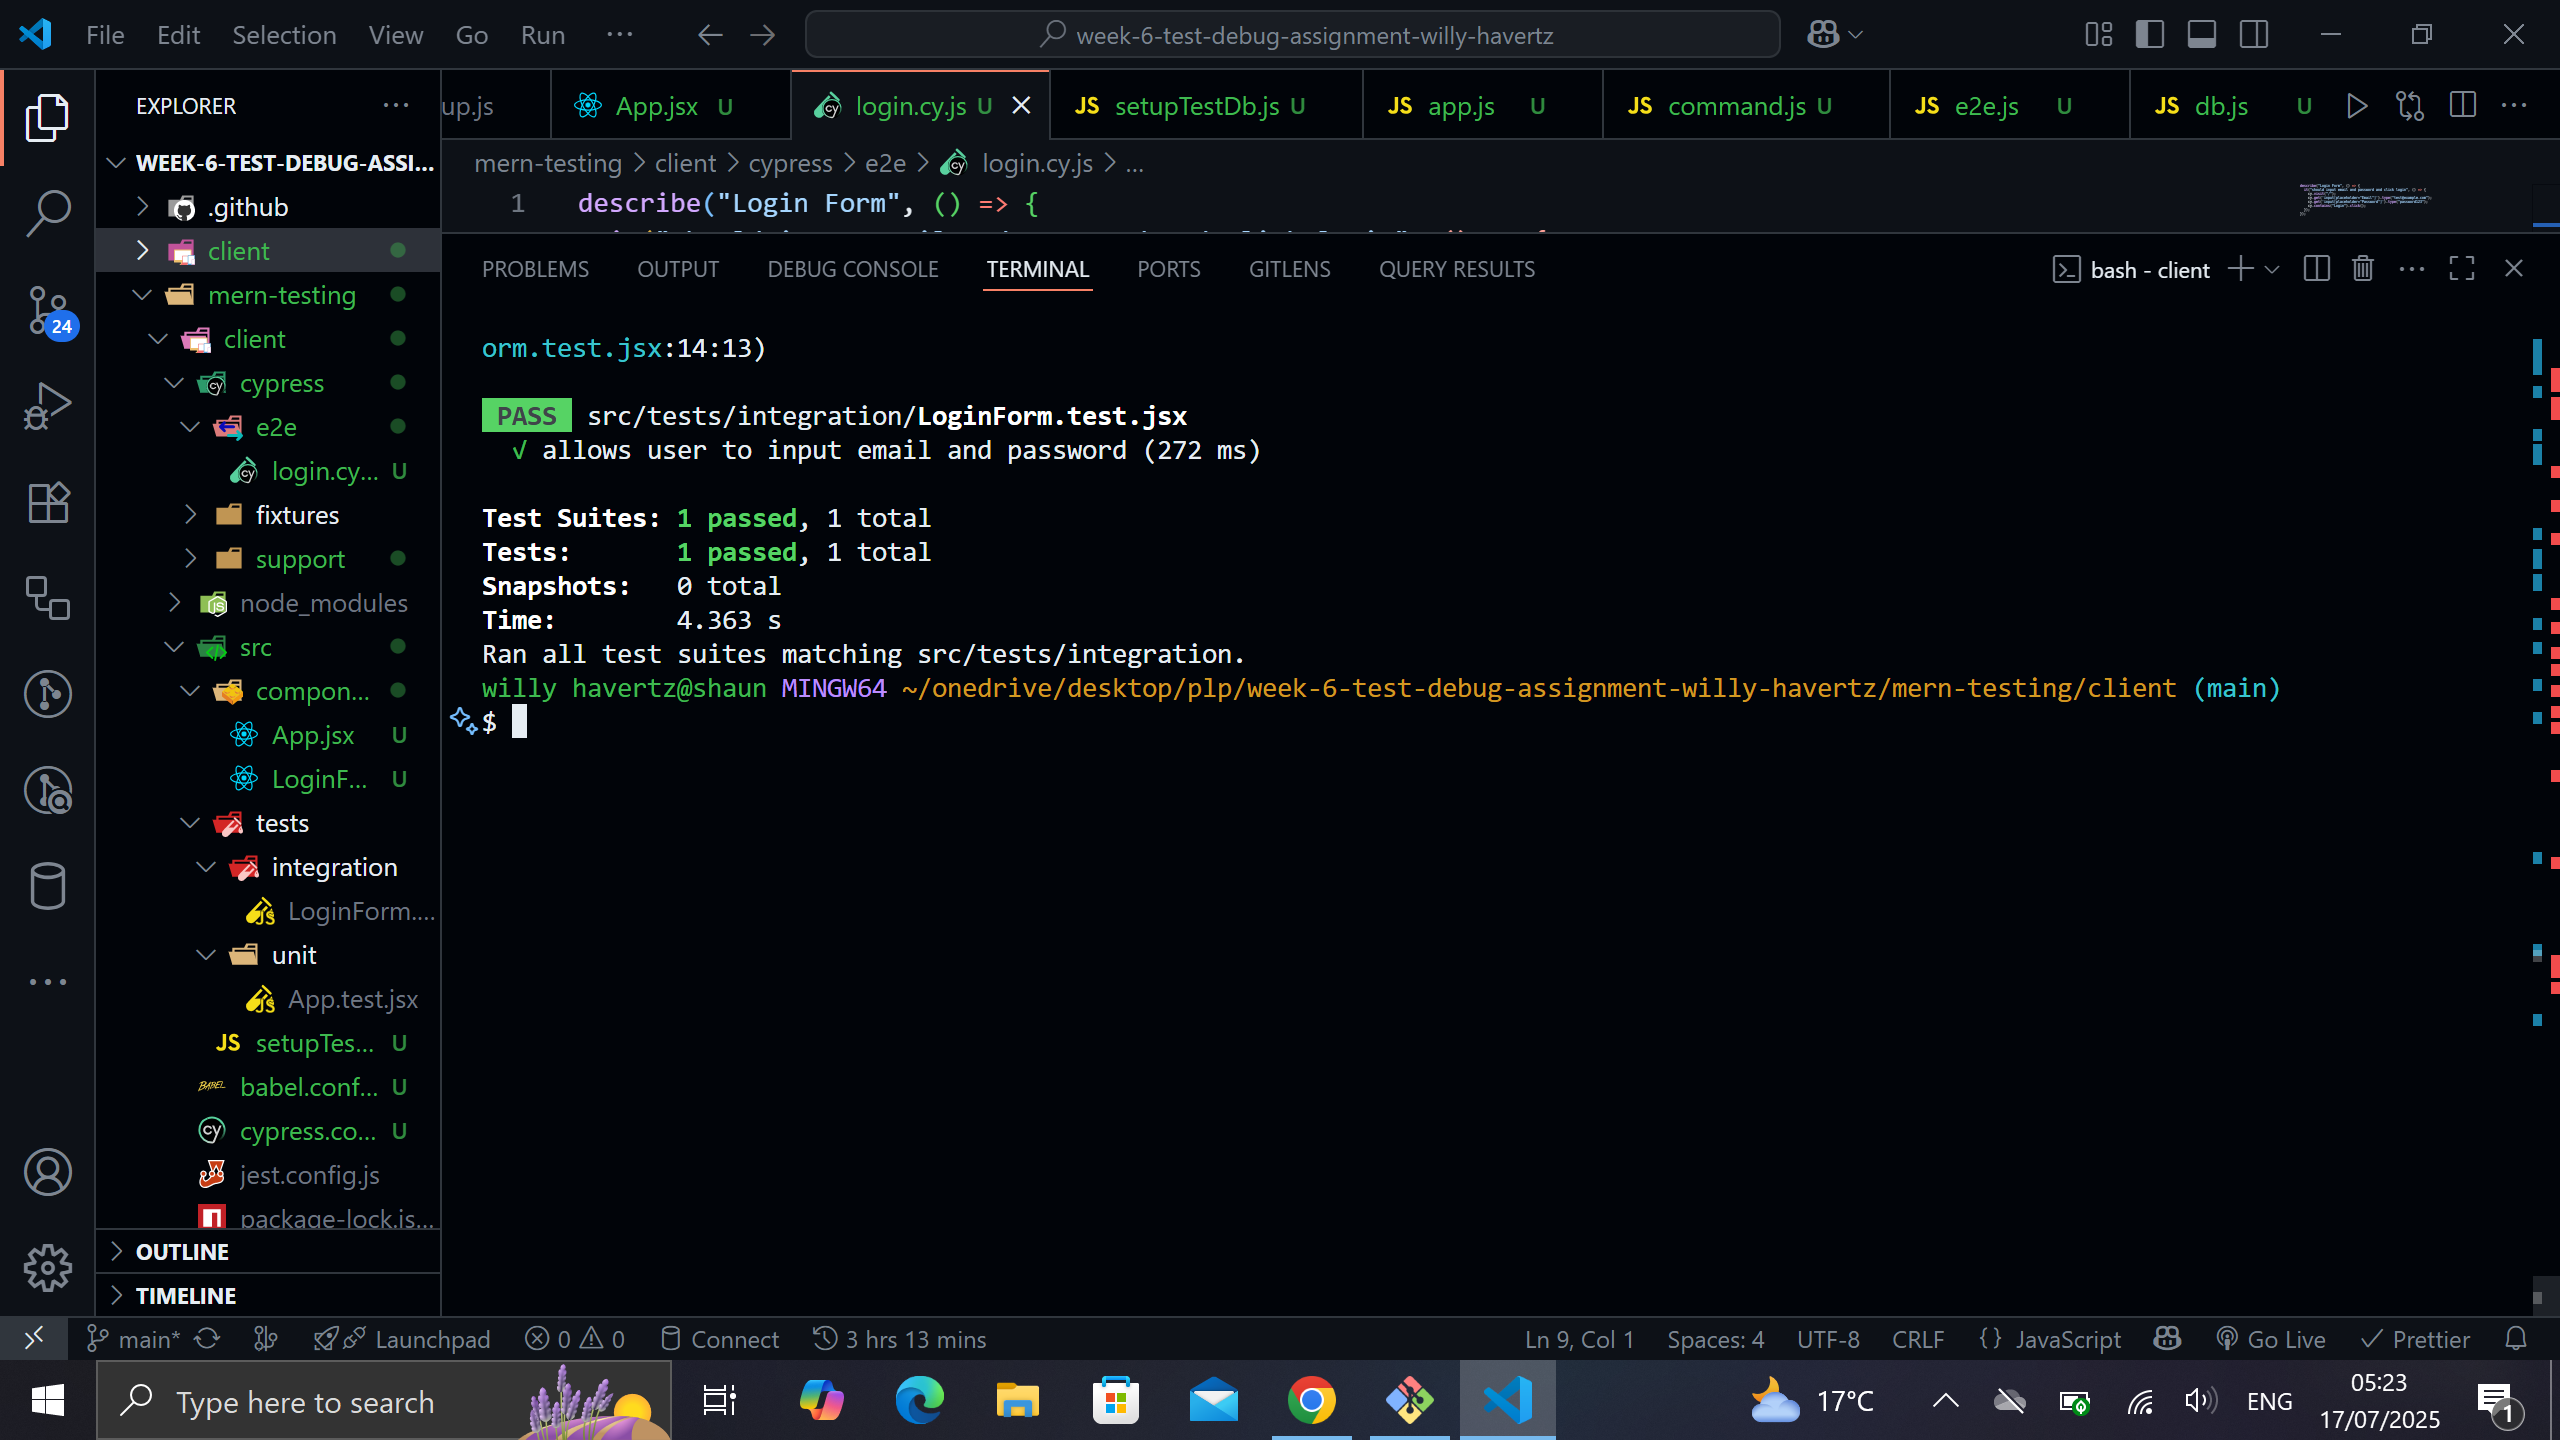 File Edit Selection View Go Run ...
week-6-test-debug-assignment-willy-havertz
EXPLORER
WEEK-6-TEST-DEBUG-ASSI...
.github
client
mern-testing
client
cypress
e2e
login.cy... U
fixtures
support
node_modules
src
compon...
App.jsx U
LoginF... U
tests
integration
LoginForm....
unit
App.test.jsx
JS setupTes... U
BABEL babel.conf... U
cy cypress.co... U
jest.config.js
package-lock.js...
OUTLINE
TIMELINE
24
up.js
App.jsx U
login.cy.js U
JS setupTestDb.js U
JS app.js U
JS command.js U
JS e2e.js U
JS db.js U
mern-testing > client > cypress > e2e > login.cy.js > ...
1 describe("Login Form", () => {
PROBLEMS OUTPUT DEBUG CONSOLE TERMINAL PORTS GITLENS QUERY RESULTS
bash - client
orm.test.jsx:14:13)
PASS src/tests/integration/LoginForm.test.jsx
√ allows user to input email and password (272 ms)
Test Suites: 1 passed, 1 total
Tests: 1 passed, 1 total
Snapshots: 0 total
Time: 4.363 s
Ran all test suites matching src/tests/integration.
willy havertz@shaun MINGW64 ~/onedrive/desktop/plp/week-6-test-debug-assignment-willy-havertz/mern-testing/client (main)
$
main* Launchpad 0 0 Connect 3 hrs 13 mins
Ln 9, Col 1 Spaces: 4 UTF-8 CRLF {} JavaScript Go Live Prettier
Type here to search
17°C
ENG
05:23
17/07/2025
1